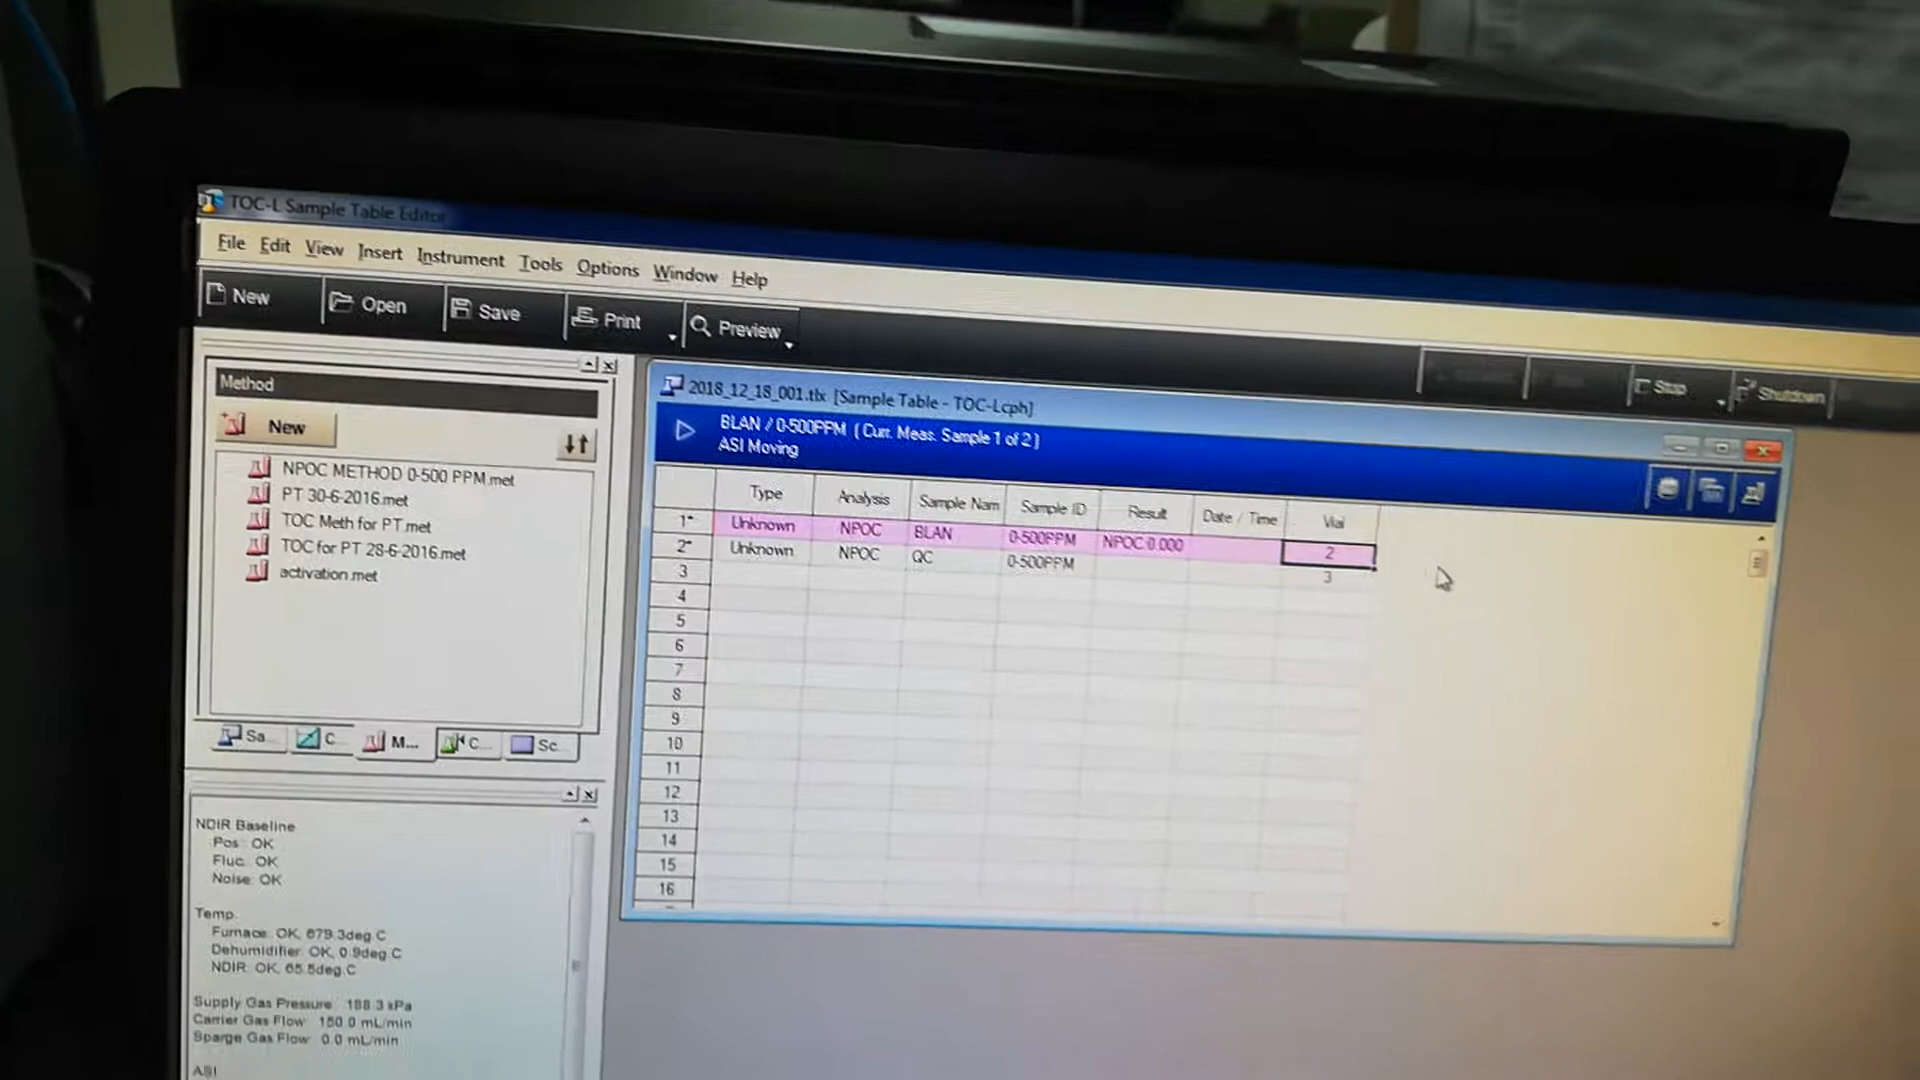 TOC-L Sample Table Editor
File Edit View Insert Instrument Tools Options Window Help
New Open Save Print Preview
Stop Shutdown
Method
New
NPOC METHOD 0-500 PPM.met
PT 30-6-2016.met
TOC Meth for PT.met
TOC for PT 28-6-2016.met
activation.met
Sa... C... M... C... Sc...
NDIR Baseline
Pos: OK
Fluc: OK
Noise: OK
Temp.
Furnace: OK, 679.3deg.C
Dehumidifier: OK, 0.9deg.C
NDIR: OK, 65.5deg.C
Supply Gas Pressure 188.3 kPa
Carrier Gas Flow: 150.0 mL/min
Sparge Gas Flow: 0.0 mL/min
ASI
2018_12_18_001.tlx [Sample Table - TOC-Lcph]
BLAN / 0-500PPM ( Curr. Meas. Sample 1 of 2 )
ASI Moving
Type Analysis Sample Nam Sample ID Result Date / Time Vial
1* Unknown NPOC BLAN 0-500PPM NPOC:0.000 2
2* Unknown NPOC QC 0-500PPM 3
3
4
5
6
7
8
9
10
11
12
13
14
15
16